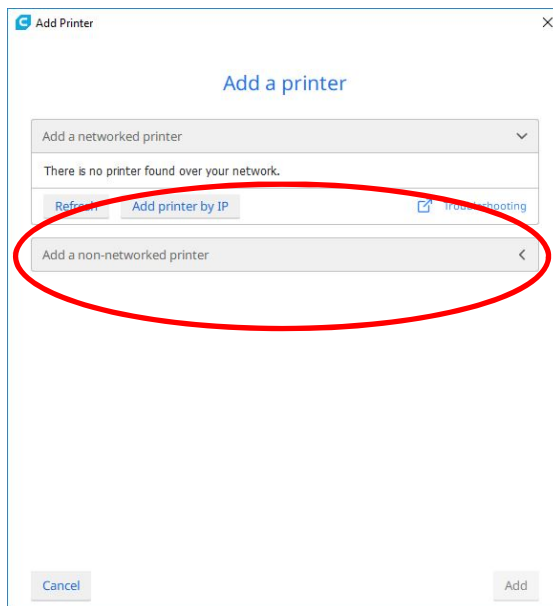 Add Printer
Add a printer
Add a networked printer
There is no printer found over your network.
Refresh Add printer by IP Troubleshooting
Add a non-networked printer
Cancel Add